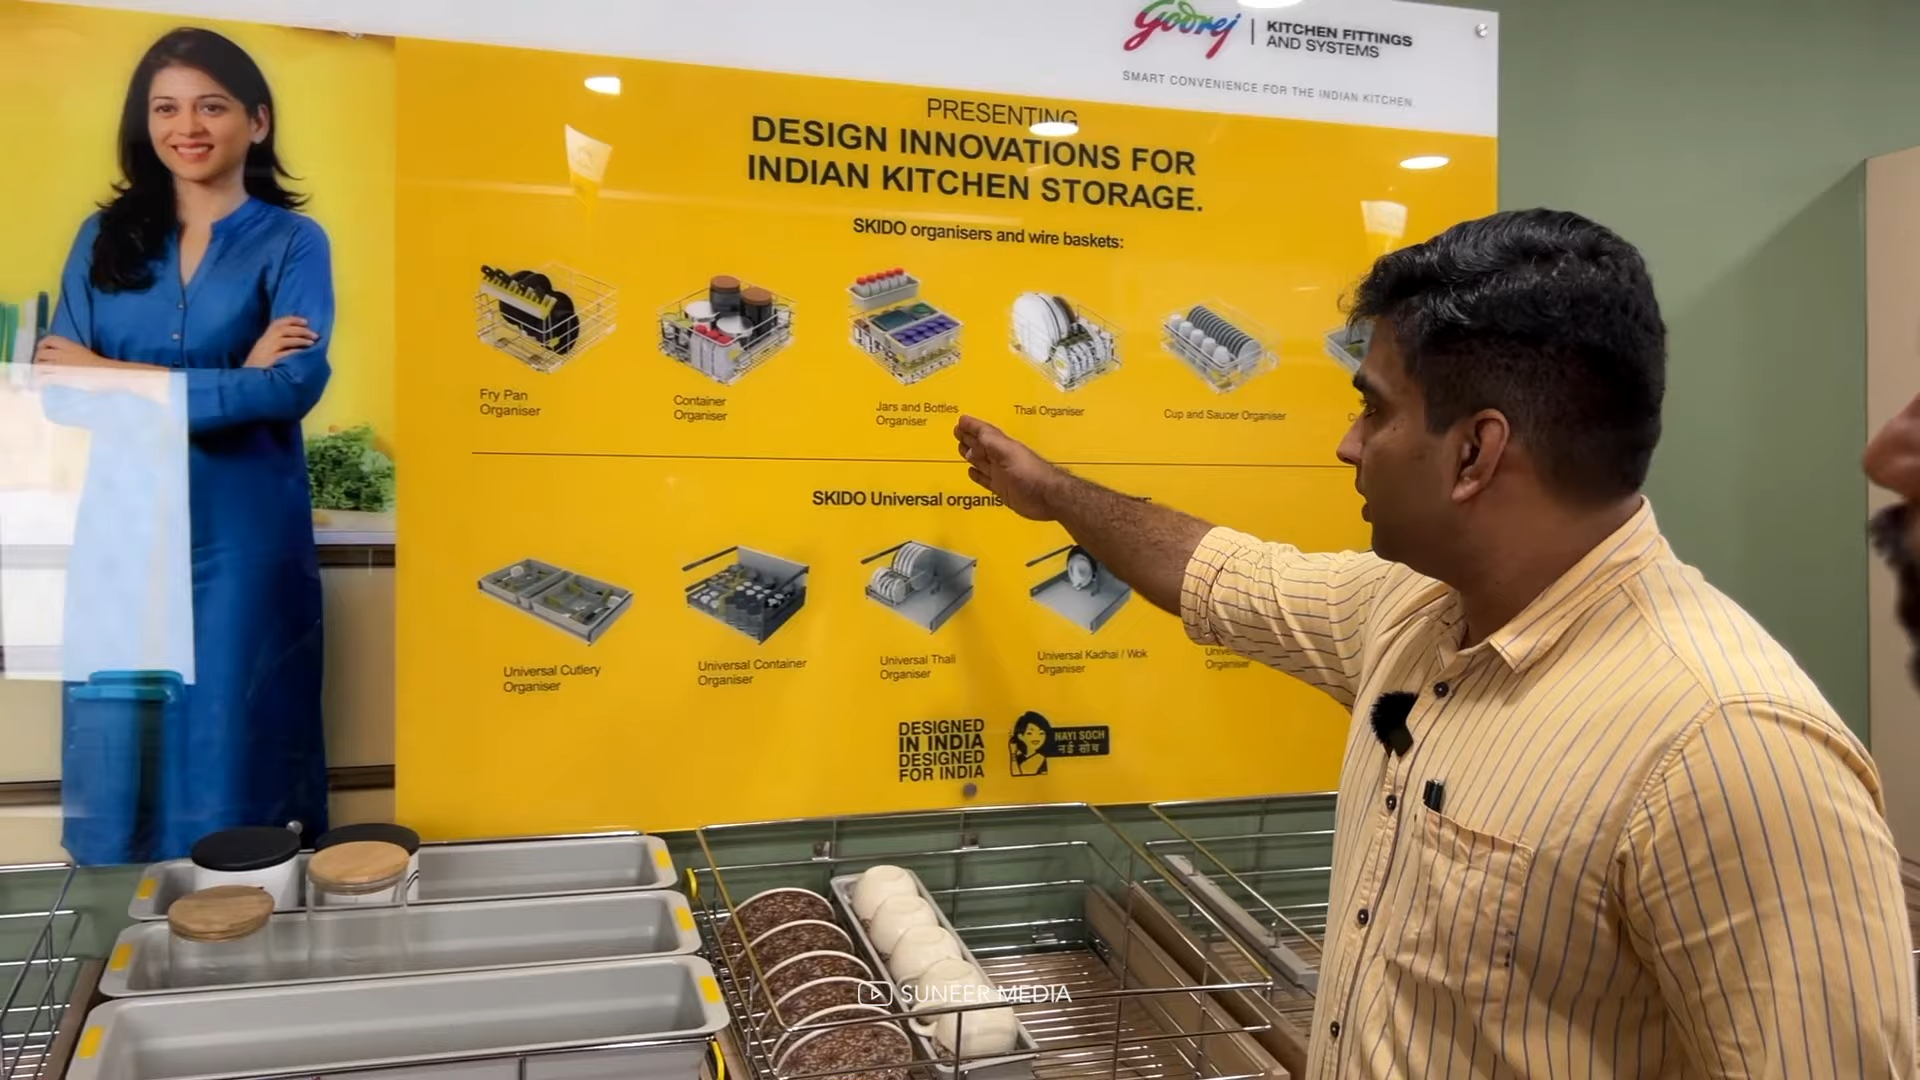 Godrej | KITCHEN FITTINGS
AND SYSTEMS
SMART CONVENIENCE FOR THE INDIAN KITCHEN
PRESENTING
DESIGN INNOVATIONS FOR
INDIAN KITCHEN STORAGE.
SKIDO organisers and wire baskets:
Fry Pan
Organiser
Container
Organiser
Jars and Bottles
Organiser
Thali Organiser
Cup and Saucer Organiser
SKIDO Universal
Universal Cutlery
Organiser
Universal Container
Organiser
Universal Thali
Organiser
Universal Kadhai / Wok
Organiser
Organiser
DESIGNED
IN INDIA
DESIGNED
FOR INDIA
NAYI SOCH
नई सोच
SUNEER MEDIA